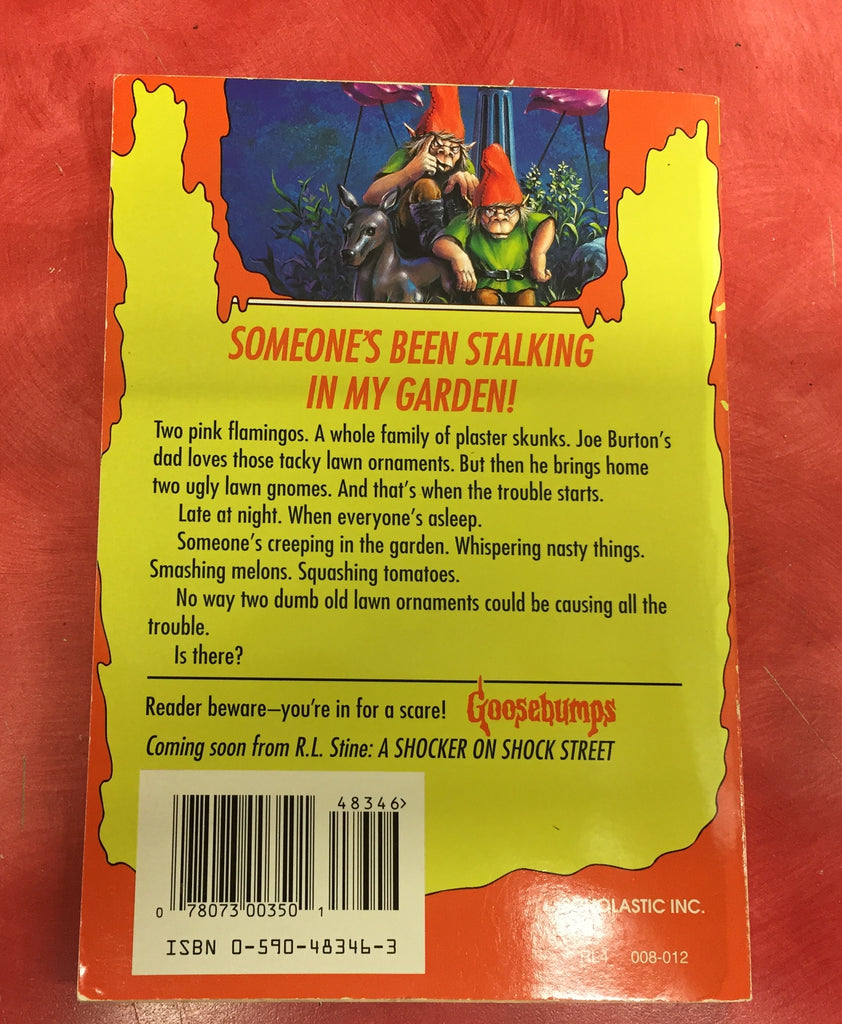 SOMEONE'S BEEN STALKING
IN MY GARDEN!
Two pink flamingos. A whole family of plaster skunks. Joe Burton's
dad loves those tacky lawn ornaments. But then he brings home
two ugly lawn gnomes. And that's when the trouble starts.
Late at night. When everyone's asleep.
Someone's creeping in the garden. Whispering nasty things.
Smashing melons. Squashing tomatoes.
No way two dumb old lawn ornaments could be causing all the
trouble.
Is there?
Reader beware—you're in for a scare! Goosebumps
Coming soon from R.L. Stine: A SHOCKER ON SHOCK STREET
48346>
0 78073 00350 1
ISBN 0-590-48346-3
SCHOLASTIC INC.
RL4 008-012